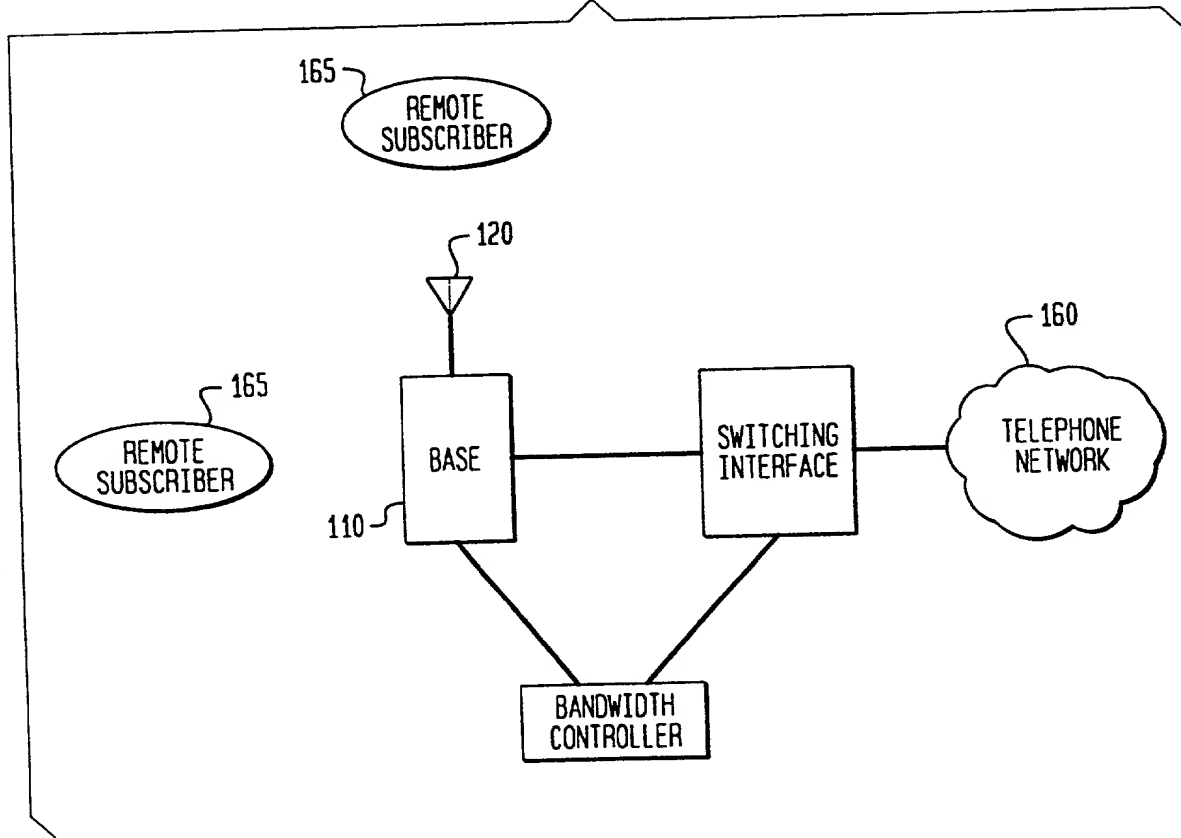 165
REMOTE
SUBSCRIBER
120
160
165
REMOTE
SUBSCRIBER
BASE
SWITCHING
INTERFACE
TELEPHONE
NETWORK
110
BANDWIDTH
CONTROLLER